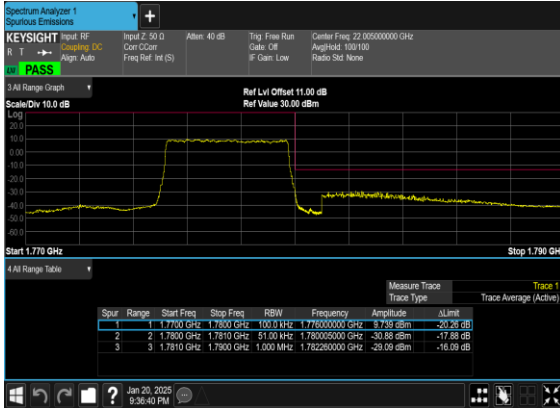 Spectrum Analyzer 1
Spurious Emissions
+
KEYSIGHT Input: RF Input Z: 50 Ω Atten: 40 dB Trig: Free Run Center Freq: 22.005000000 GHz
R T Coupling: DC Corr CCorr Gate: Off Avg|Hold: 100/100
Align: Auto Freq Ref: Int (S) IF Gain: Low Radio Std: None
PASS
3 All Range Graph
Ref Lvl Offset 11.00 dB
Scale/Div 10.0 dB Ref Value 30.00 dBm
Log
20.0
10.0
0.00
-10.0
-20.0
-30.0
-40.0
-50.0
-60.0
Start 1.770 GHz Stop 1.790 GH
4 All Range Table
Measure Trace Trace 1
Trace Type Trace Average (Active)
Spur Range Start Freq Stop Freq RBW Frequency Amplitude ΔLimit
1 1 1.7700 GHz 1.7800 GHz 100.0 kHz 1.776000000 GHz 9.739 dBm -20.26 dB
2 2 1.7800 GHz 1.7810 GHz 51.00 kHz 1.780005000 GHz -30.88 dBm -17.88 dB
3 3 1.7810 GHz 1.7900 GHz 1.000 MHz 1.782260000 GHz -29.09 dBm -16.09 dB
?
Jan 20, 2025
9:36:40 PM